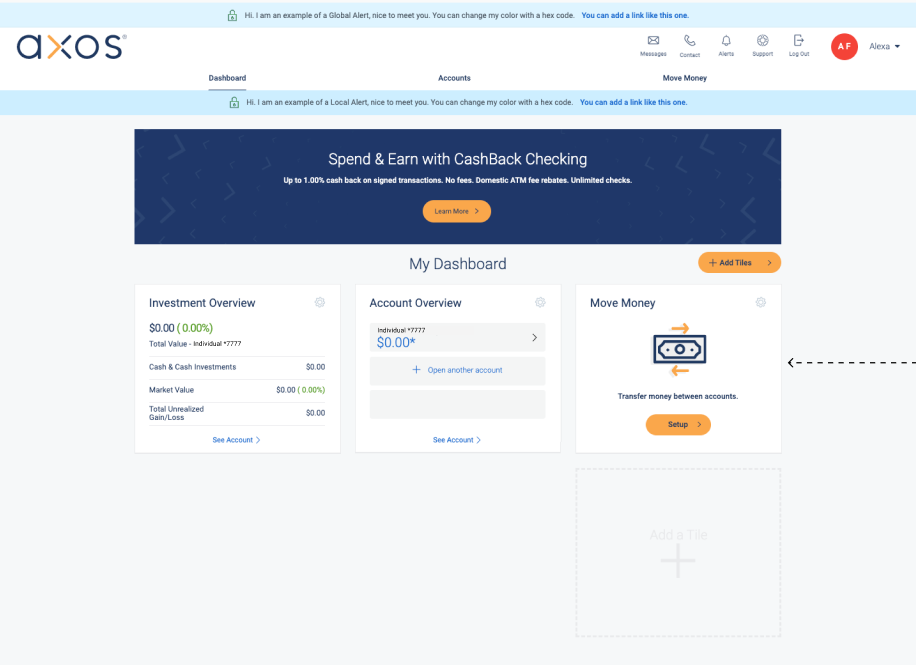 Hi. I am an example of a Global Alert, nice to meet you. You can change my color with a hex code. You can add a link like this one.
axos®
Messages Contact Alerts Support Log Out AF Alexa
Dashboard Accounts Move Money
Hi. I am an example of a Local Alert, nice to meet you. You can change my color with a hex code. You can add a link like this one.
Spend & Earn with CashBack Checking
Up to 1.00% cash back on signed transactions. No fees. Domestic ATM fee rebates. Unlimited checks.
Learn More
My Dashboard
+ Add Tiles
Investment Overview
$0.00 ( 0.00%)
Total Value - Individual *7777
Cash & Cash Investments $0.00
Market Value $0.00 ( 0.00%)
Total Unrealized
Gain/Loss $0.00
See Account
Account Overview
Individual *7777
$0.00*
+ Open another account
See Account
Move Money
Transfer money between accounts.
Setup
Add a Tile